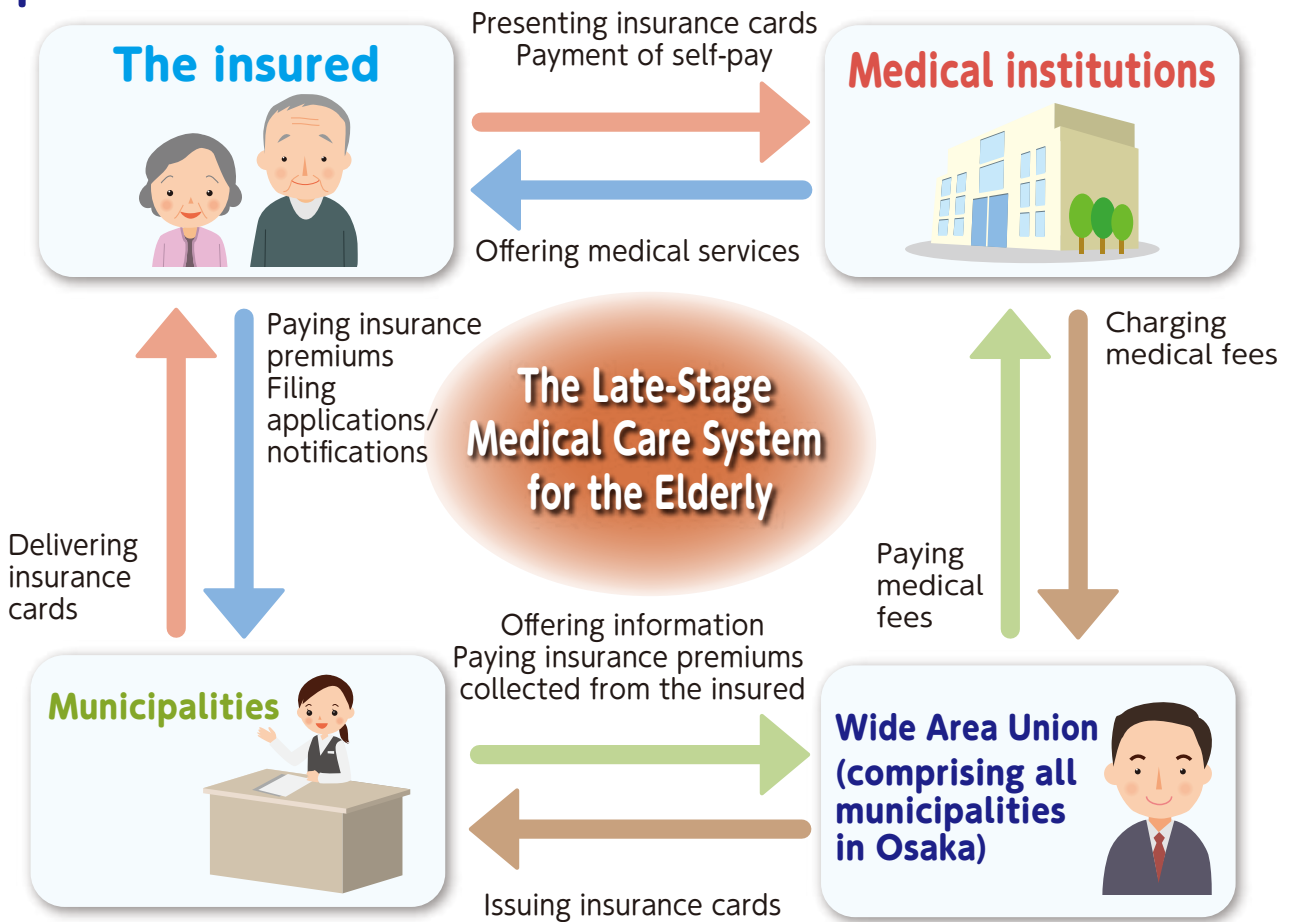 Presenting insurance cards
Payment of self-pay
The insured
Medical institutions
Offering medical services
Paying insurance
premiums
Filing
applications/
notifications
Charging
medical fees
The Late-Stage
Medical Care System
for the Elderly
Delivering
insurance
cards
Paying
medical
fees
Offering information
Paying insurance premiums
collected from the insured
Municipalities
Wide Area Union
(comprising all
municipalities
in Osaka)
Issuing insurance cards